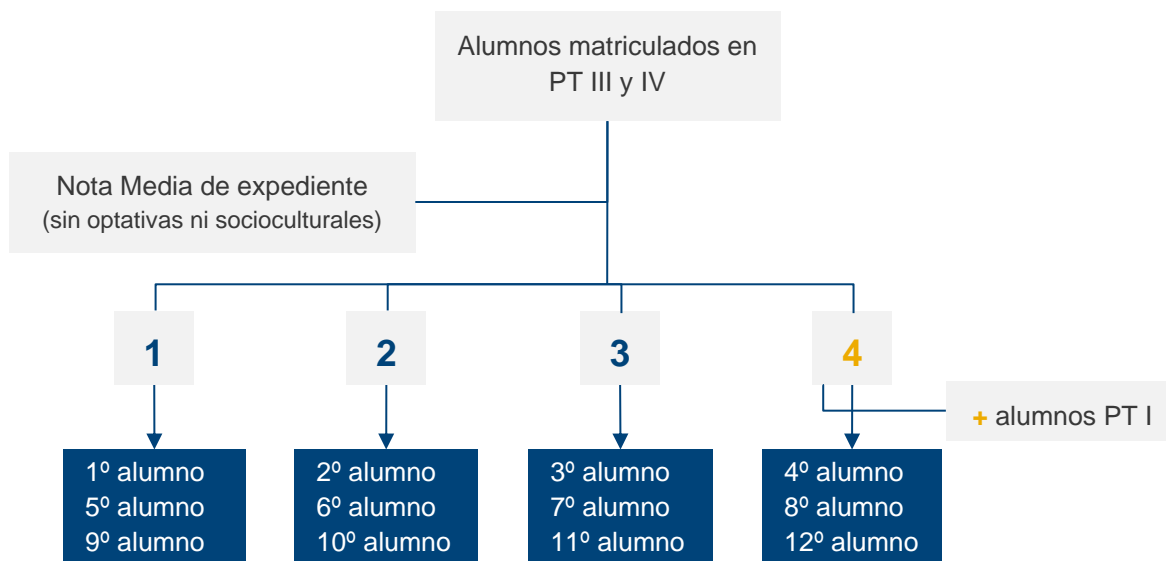 Alumnos matriculados en
PT III y IV
Nota Media de expediente
(sin optativas ni socioculturales)
1
2
3
4
+ alumnos PT I
1º alumno
5º alumno
9º alumno
2º alumno
6º alumno
10º alumno
3º alumno
7º alumno
11º alumno
4º alumno
8º alumno
12º alumno